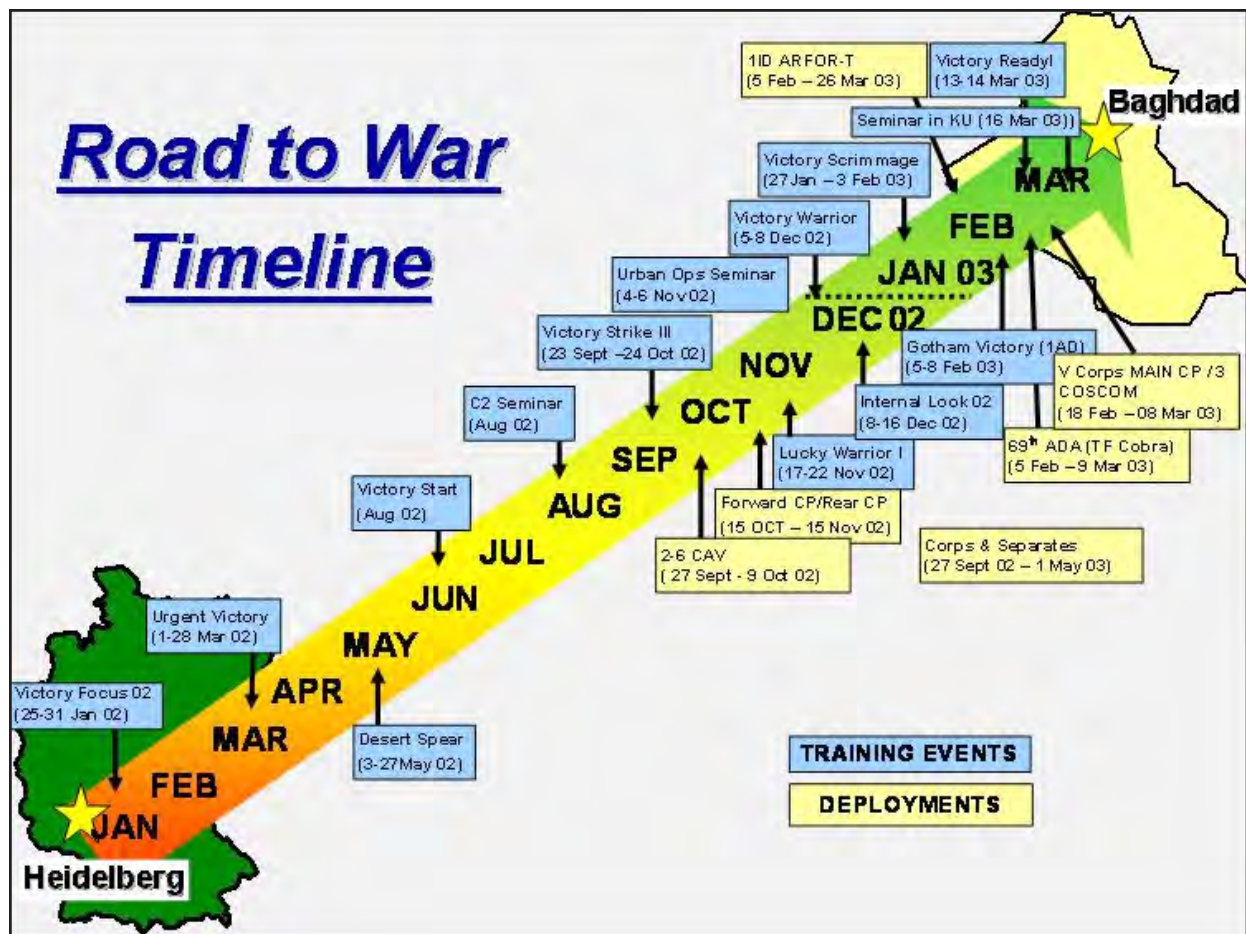 Road to War
Timeline
1ID ARFOR-T
(5 Feb – 26 Mar 03)
Victory ReadyI
(13-14 Mar 03)
Baghdad
Seminar in KU (16 Mar 03))
Victory Scrimmage
(27Jan – 3 Feb 03)
MAR
Victory Warrior
(5-8 Dec 02)
FEB
Urban Ops Seminar
(4-6 Nov 02)
JAN 03
Victory Strike III
(23 Sept –24 Oct 02)
DEC 02
NOV
Gotham Victory (1AD)
(5-8 Feb 03)
V Corps MAIN CP /3
COSCOM
(18 Feb –08 Mar 03)
C2 Seminar
(Aug 02)
OCT
Internal Look 02
(8-16 Dec 02)
SEP
Lucky Warrior I
(17-22 Nov 02)
69th ADA (TF Cobra)
(5 Feb – 9 Mar 03)
Victory Start
(Aug 02)
AUG
Forward CP/Rear CP
(15 OCT – 15 Nov 02)
JUL
2-6 CAV
( 27 Sept - 9 Oct 02)
Corps & Separates
(27 Sept 02 – 1 May 03)
JUN
Urgent Victory
(1-28 Mar 02)
MAY
APR
Victory Focus 02
(25-31 Jan 02)
MAR
Desert Spear
(3-27May 02)
TRAINING EVENTS
FEB
DEPLOYMENTS
JAN
Heidelberg